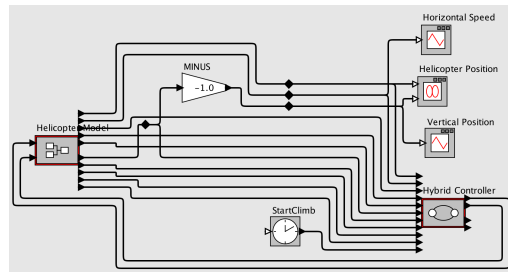 Horizontal Speed
MINUS
-1.0
Helicopter Position
Helicopter Model
Vertical Position
Hybrid Controller
StartClimb